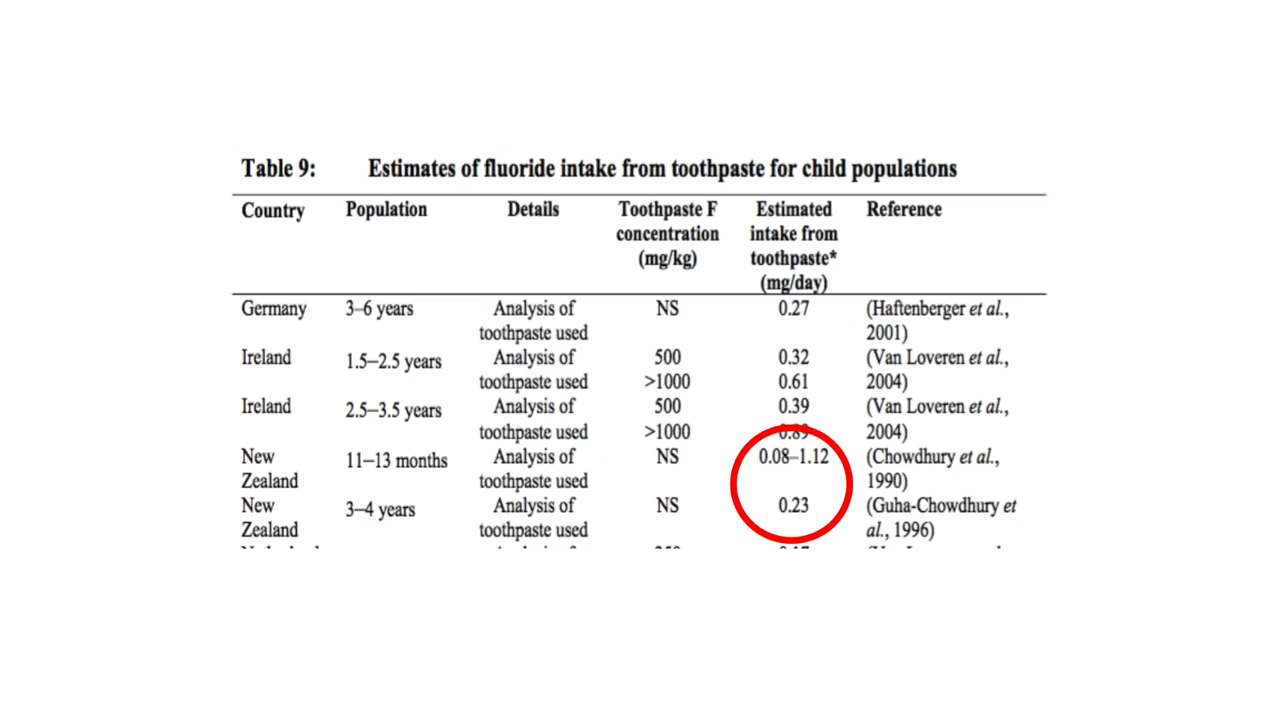 Table 9: Estimates of fluoride intake from toothpaste for child populations
Country Population Details Toothpaste F Estimated Reference
concentration intake from
(mg/kg) toothpaste*
(mg/day)
Germany 3–6 years Analysis of NS 0.27 (Haftenberger et al.,
toothpaste used 2001)
Ireland 1.5–2.5 years Analysis of 500 0.32 (Van Loveren et al.,
toothpaste used >1000 0.61 2004)
Ireland 2.5–3.5 years Analysis of 500 0.39 (Van Loveren et al.,
toothpaste used >1000 2004)
New 11–13 months Analysis of NS 0.08–1.12 (Chowdhury et al.,
Zealand toothpaste used 1990)
New 3–4 years Analysis of NS 0.23 (Guha-Chowdhury et
Zealand toothpaste used al., 1996)